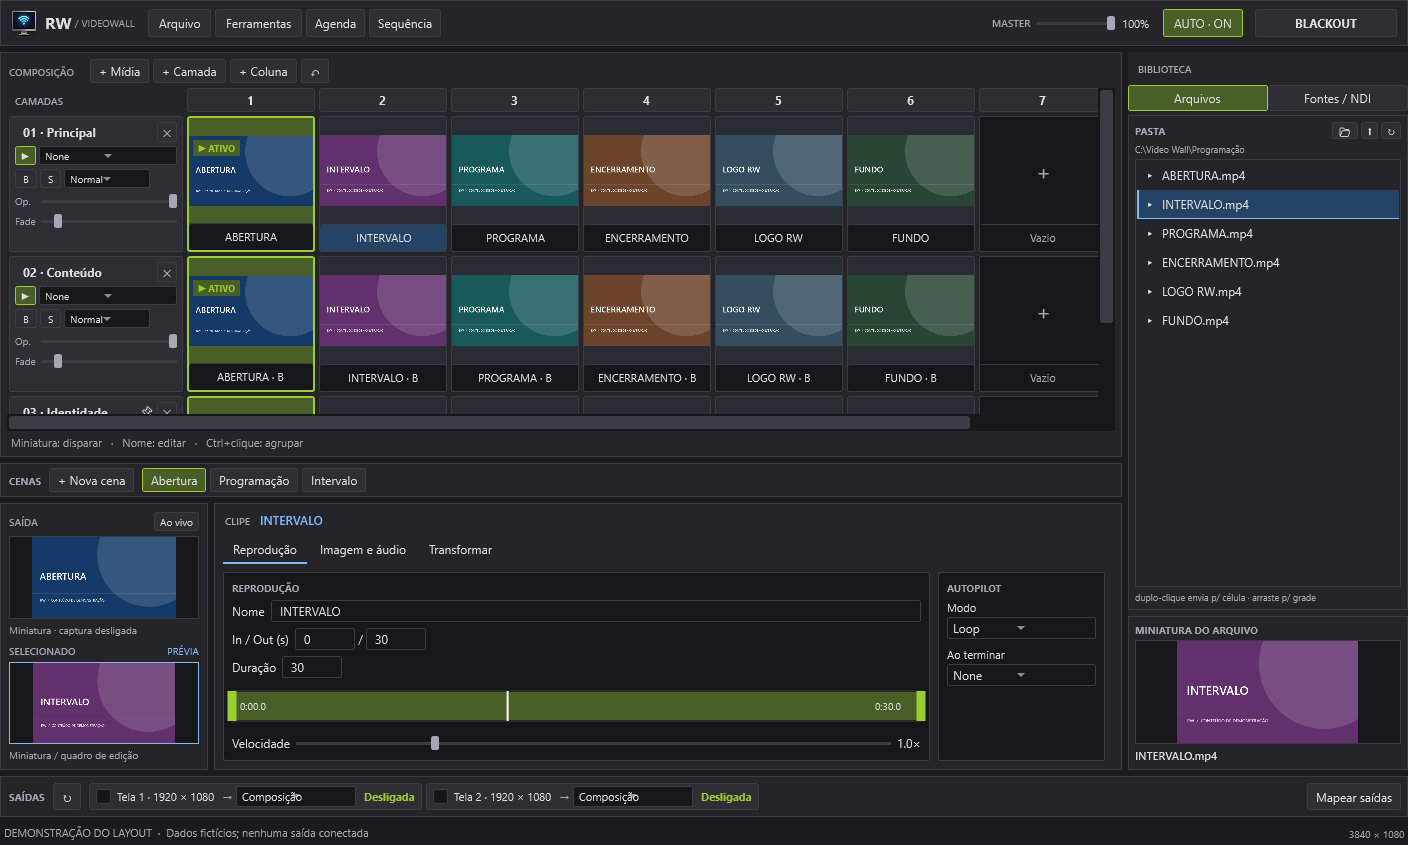 RW / VIDEOWALL Arquivo Ferramentas Agenda Sequência MASTER 100% AUTO · ON BLACKOUT
COMPOSIÇÃO + Mídia + Camada + Coluna
CAMADAS 1 2 3 4 5 6 7
01 · Principal
None
B S Normal
Op.
Fade
ATIVO
ABERTURA
INTERVALO
PROGRAMA
ENCERRAMENTO
LOGO RW
FUNDO
+
ABERTURA INTERVALO PROGRAMA ENCERRAMENTO LOGO RW FUNDO Vazio
02 · Conteúdo
None
B S Normal
Op.
Fade
ATIVO
ABERTURA
INTERVALO
PROGRAMA
ENCERRAMENTO
LOGO RW
FUNDO
+
ABERTURA · B INTERVALO · B PROGRAMA · B ENCERRAMENTO · B LOGO RW · B FUNDO · B Vazio
03 · Identidade
Miniatura: disparar · Nome: editar · Ctrl+clique: agrupar
BIBLIOTECA
Arquivos Fontes / NDI
PASTA
C:\Video Wall\Programação
ABERTURA.mp4
INTERVALO.mp4
PROGRAMA.mp4
ENCERRAMENTO.mp4
LOGO RW.mp4
FUNDO.mp4
duplo-clique envia p/ célula · arraste p/ grade
CENAS + Nova cena Abertura Programação Intervalo
SAÍDA Ao vivo
ABERTURA
RW / CONTEÚDO DE DEMONSTRAÇÃO
Miniatura · captura desligada
SELECIONADO PRÉVIA
INTERVALO
Miniatura / quadro de edição
CLIPE INTERVALO
Reprodução Imagem e áudio Transformar
REPRODUÇÃO
Nome INTERVALO
In / Out (s) 0 / 30
Duração 30
0:00.0 0:30.0
Velocidade 1.0×
AUTOPILOT
Modo
Loop
Ao terminar
None
MINIATURA DO ARQUIVO
INTERVALO
RW / CONTEÚDO DE DEMONSTRAÇÃO
INTERVALO.mp4
SAÍDAS Tela 1 · 1920 × 1080 → Composição Desligada Tela 2 · 1920 × 1080 → Composição Desligada Mapear saídas
DEMONSTRAÇÃO DO LAYOUT · Dados fictícios; nenhuma saída conectada 3840 × 1080